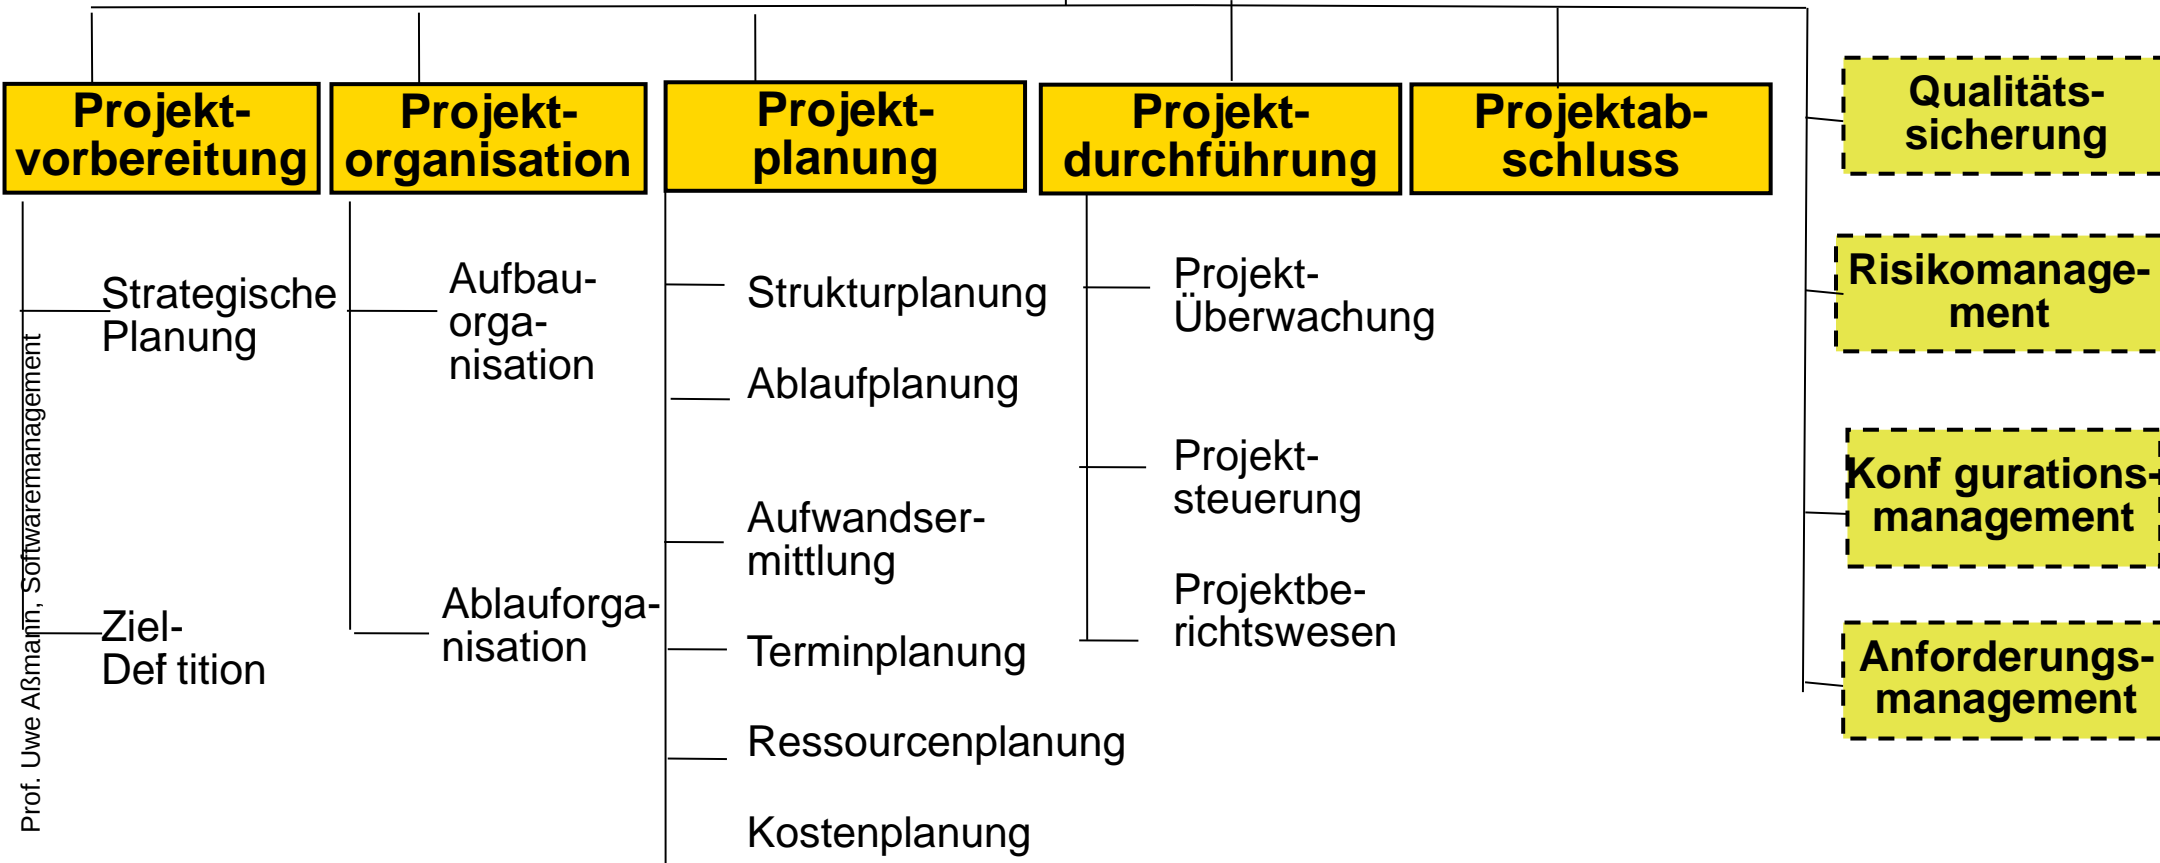 Projekt-
vorbereitung
Projekt-
organisation
Projekt-
planung
Projekt-
durchführung
Projektab-
schluss
Qualitäts-
sicherung
Risikomanage-
ment
Konf gurations-
management
Anforderungs-
management
Strategische
Planung
Ziel-
Def tition
Aufbau-
orga-
nisation
Ablauforga-
nisation
Strukturplanung
Ablaufplanung
Aufwandser-
mittlung
Terminplanung
Ressourcenplanung
Kostenplanung
Projekt-
Überwachung
Projekt-
steuerung
Projektbe-
richtswesen
Prof. Uwe Aßmann, Softwaremanagement